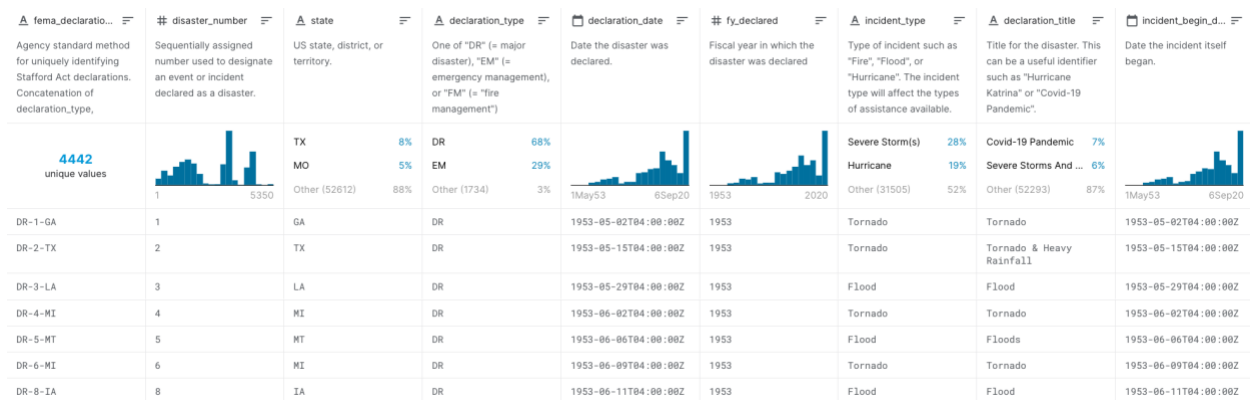 fema_declaratio... disaster_number state declaration_type declaration_date fy_declared incident_type declaration_title incident_begin_d...
Agency standard method
for uniquely identifying
Stafford Act declarations.
Concatenation of
declaration_type,
Sequentially assigned
number used to designate
an event or incident
declared as a disaster.
US state, district, or
territory.
One of "DR" (= major
disaster), "EM" (=
emergency management),
or "FM" (= "fire
management")
Date the disaster was
declared.
Fiscal year in which the
disaster was declared
Type of incident such as
"Fire", "Flood", or
"Hurricane". The incident
type will affect the types
of assistance available.
Title for the disaster. This
can be a useful identifier
such as "Hurricane
Katrina" or "Covid-19
Pandemic".
Date the incident itself
began.
4442
unique values
1 5350
TX 8%
MO 5%
Other (52612) 88%
DR 68%
EM 29%
Other (1734) 3%
1May53 6Sep20
1953 2020
Severe Storm(s) 28%
Hurricane 19%
Other (31505) 52%
Covid-19 Pandemic 7%
Severe Storms And ... 6%
Other (52293) 87%
1May53 6Sep20
DR-1-GA 1 GA DR 1953-05-02T04:00:00Z 1953 Tornado Tornado 1953-05-02T04:00:00Z
DR-2-TX 2 TX DR 1953-05-15T04:00:00Z 1953 Tornado Tornado & Heavy 1953-05-15T04:00:00Z
Rainfall
DR-3-LA 3 LA DR 1953-05-29T04:00:00Z 1953 Flood Flood 1953-05-29T04:00:00Z
DR-4-MI 4 MI DR 1953-06-02T04:00:00Z 1953 Tornado Tornado 1953-06-02T04:00:00Z
DR-5-MT 5 MT DR 1953-06-06T04:00:00Z 1953 Flood Floods 1953-06-06T04:00:00Z
DR-6-MI 6 MI DR 1953-06-09T04:00:00Z 1953 Tornado Tornado 1953-06-09T04:00:00Z
DR-8-IA 8 IA DR 1953-06-11T04:00:00Z 1953 Flood Flood 1953-06-11T04:00:00Z